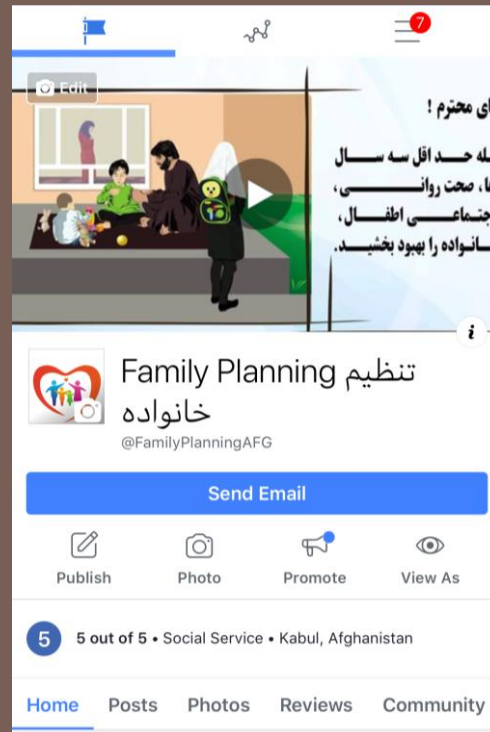 7
Edit
ای محترم !
له حد اقل سه سال
ا، صحت روانی،
جتماعی اطفال،
انواده را بهبود بخشید.
Family Planning تنظیم
خانواده
@FamilyPlanningAFG
Send Email
Publish Photo Promote View As
5 5 out of 5 • Social Service • Kabul, Afghanistan
Home Posts Photos Reviews Community